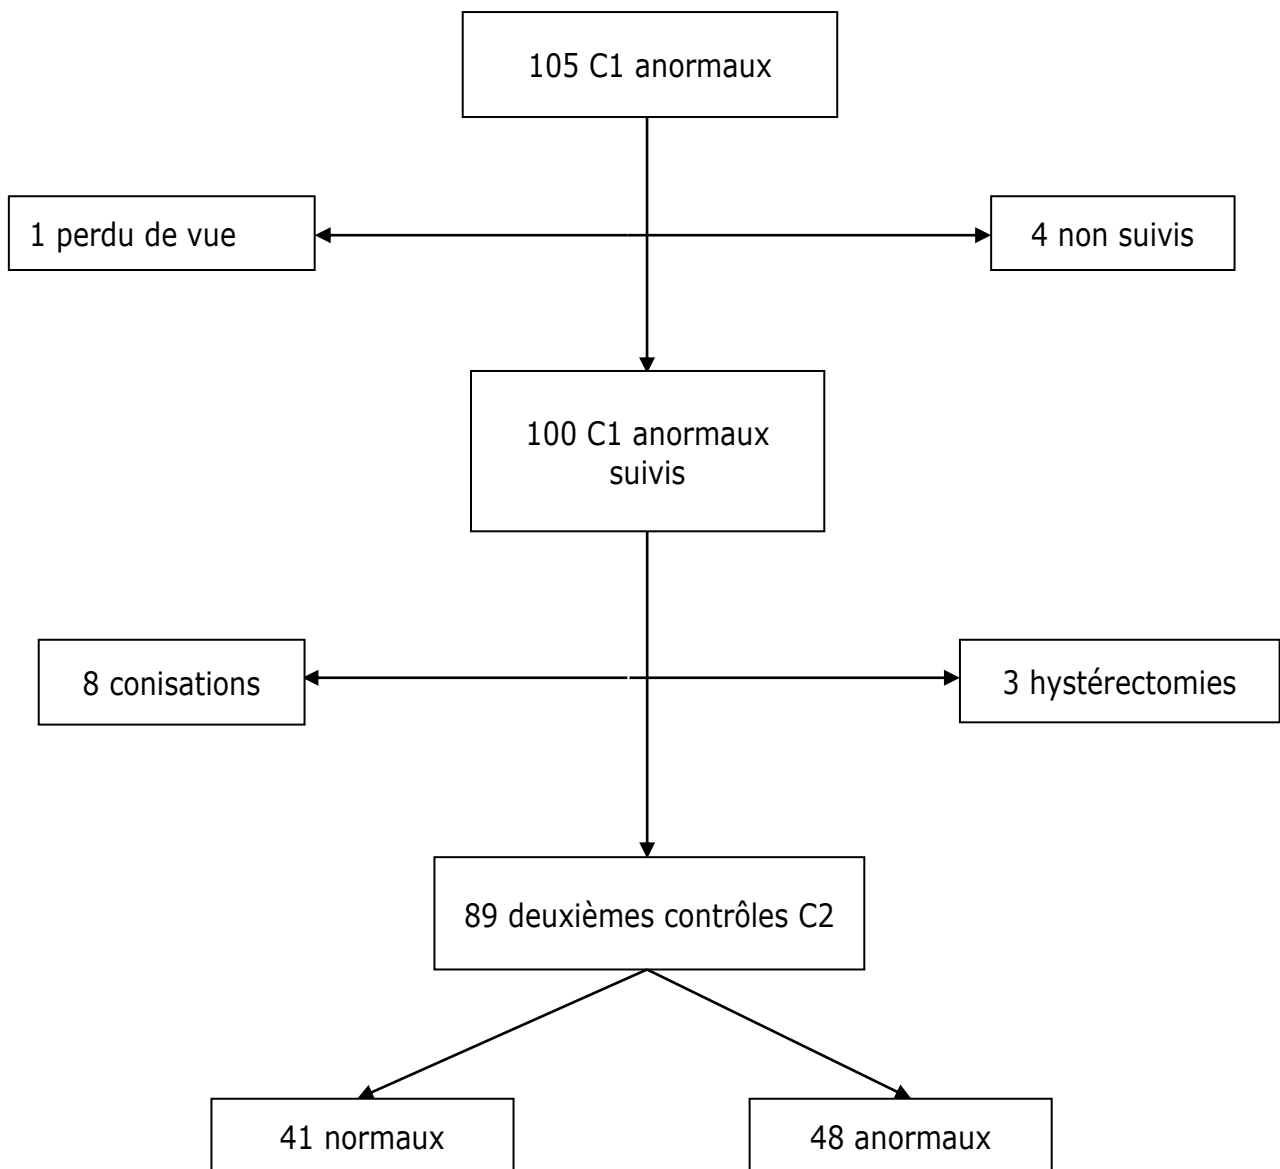 105 C1 anormaux
1 perdu de vue
4 non suivis
100 C1 anormaux
suivis
8 conisations
3 hystérectomies
89 deuxièmes contrôles C2
41 normaux
48 anormaux